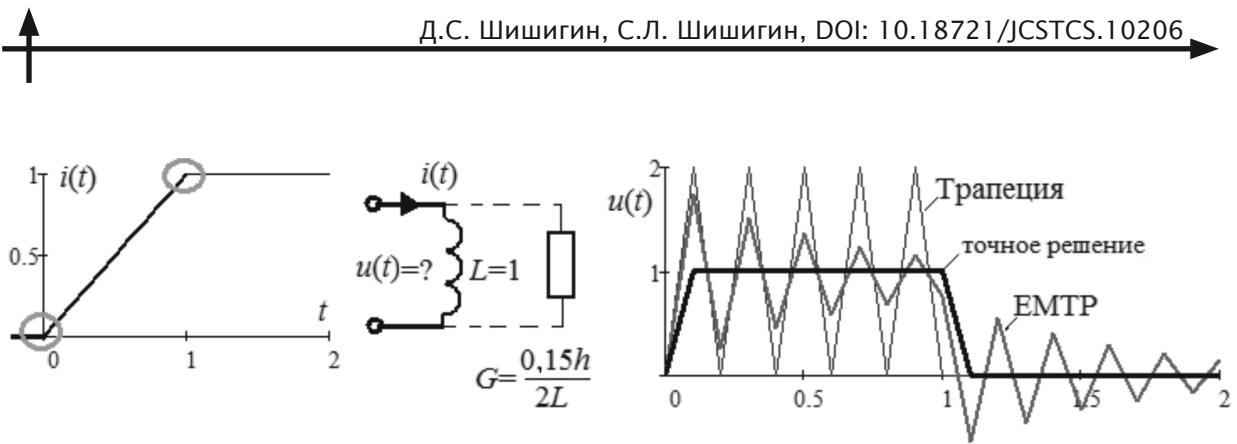 Д.С. Шишигин, С.Л. Шишигин, DOI: 10.18721/JCSTCS.10206
1
i(t)
0.5
t
0
1
2
i(t)
u(t)=?
L=1
G=0,15h/2L
2
u(t)
1
Трапеция
точное решение
EMTP
0
0.5
1
1.5
2